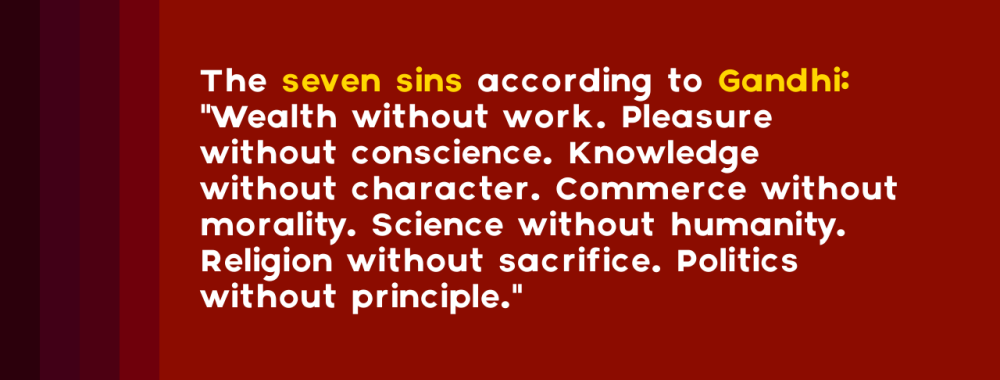 The seven sins according to Gandhi:
"Wealth without work. Pleasure
without conscience. Knowledge
without character. Commerce without
morality. Science without humanity.
Religion without sacrifice. Politics
without principle."